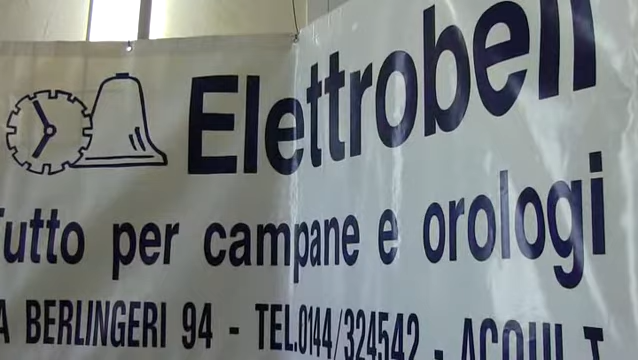 Elettrobell
Tutto per campane e orologi
A BERLINGERI 94 - TEL.0144/324542 - ACQUI T